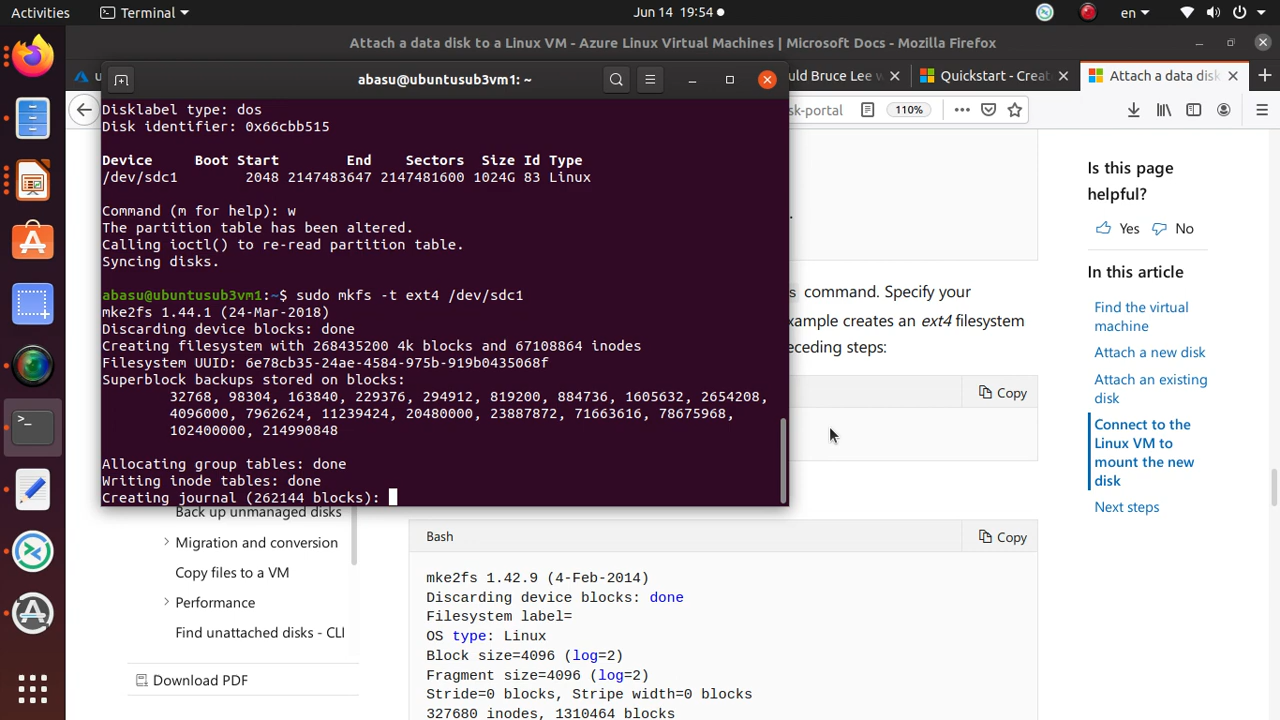 Activities
Terminal
Jun 14 19:54
en
Attach a data disk to a Linux VM - Azure Linux Virtual Machines | Microsoft Docs - Mozilla Firefox
abasu@ubuntusub3vm1: ~
uld Bruce Lee w
Quickstart - Creat
Attach a data disk
sk-portal
110%
Disklabel type: dos
Disk identifier: 0x66cbb515
Device Boot Start End Sectors Size Id Type
/dev/sdc1 2048 2147483647 2147481600 1024G 83 Linux
Command (m for help): w
The partition table has been altered.
Calling ioctl() to re-read partition table.
Syncing disks.
abasu@ubuntusub3vm1:~$ sudo mkfs -t ext4 /dev/sdc1
mke2fs 1.44.1 (24-Mar-2018)
Discarding device blocks: done
Creating filesystem with 268435200 4k blocks and 67108864 inodes
Filesystem UUID: 6e78cb35-24ae-4584-975b-919b0435068f
Superblock backups stored on blocks:
32768, 98304, 163840, 229376, 294912, 819200, 884736, 1605632, 2654208,
4096000, 7962624, 11239424, 20480000, 23887872, 71663616, 78675968,
102400000, 214990848
Allocating group tables: done
Writing inode tables: done
Creating journal (262144 blocks):
s command. Specify your
xample creates an ext4 filesystem
eceding steps:
Copy
Back up unmanaged disks
Migration and conversion
Copy files to a VM
Performance
Find unattached disks - CLI
Download PDF
Bash
Copy
mke2fs 1.42.9 (4-Feb-2014)
Discarding device blocks: done
Filesystem label=
OS type: Linux
Block size=4096 (log=2)
Fragment size=4096 (log=2)
Stride=0 blocks, Stripe width=0 blocks
327680 inodes, 1310464 blocks
Is this page
helpful?
Yes
No
In this article
Find the virtual
machine
Attach a new disk
Attach an existing
disk
Connect to the
Linux VM to
mount the new
disk
Next steps